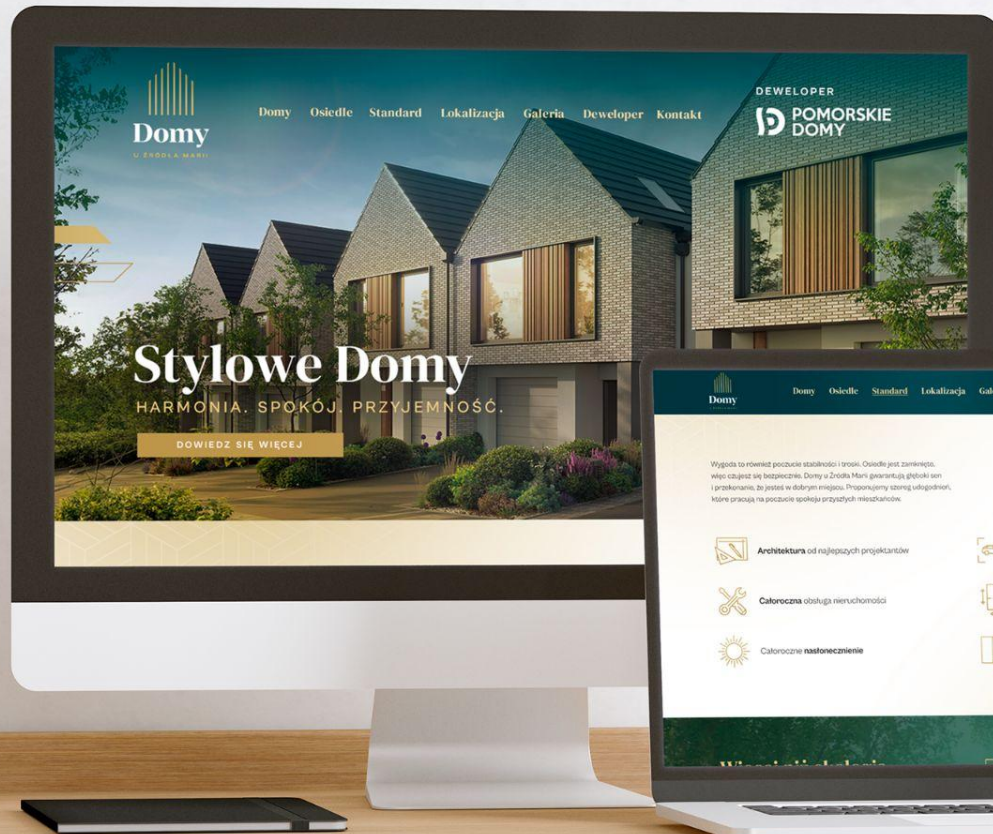 Domy
U ŹRÓDŁA MARII
Domy Osiedle Standard Lokalizacja Galeria Deweloper Kontakt
DEWELOPER
POMORSKIE
DOMY
Stylowe Domy
HARMONIA. SPOKÓJ. PRZYJEMNOŚĆ.
DOWIEDZ SIĘ WIĘCEJ
Domy
Domy Osiedle Standard Lokalizacja Gal
Wygoda to również poczucie stabilności i troski. Osiedle jest zamknięte,
więc czujesz się bezpiecznie. Domy u Źródła Marii gwarantują głęboki sen
i przekonanie, że jesteś w dobrym miejscu. Proponujemy szereg udogodnień,
które pracują na poczucie spokoju przyszłych mieszkańców.
Architektura od najlepszych projektantów
Całoroczna obsługa nieruchomości
Całoroczne nasłonecznienie